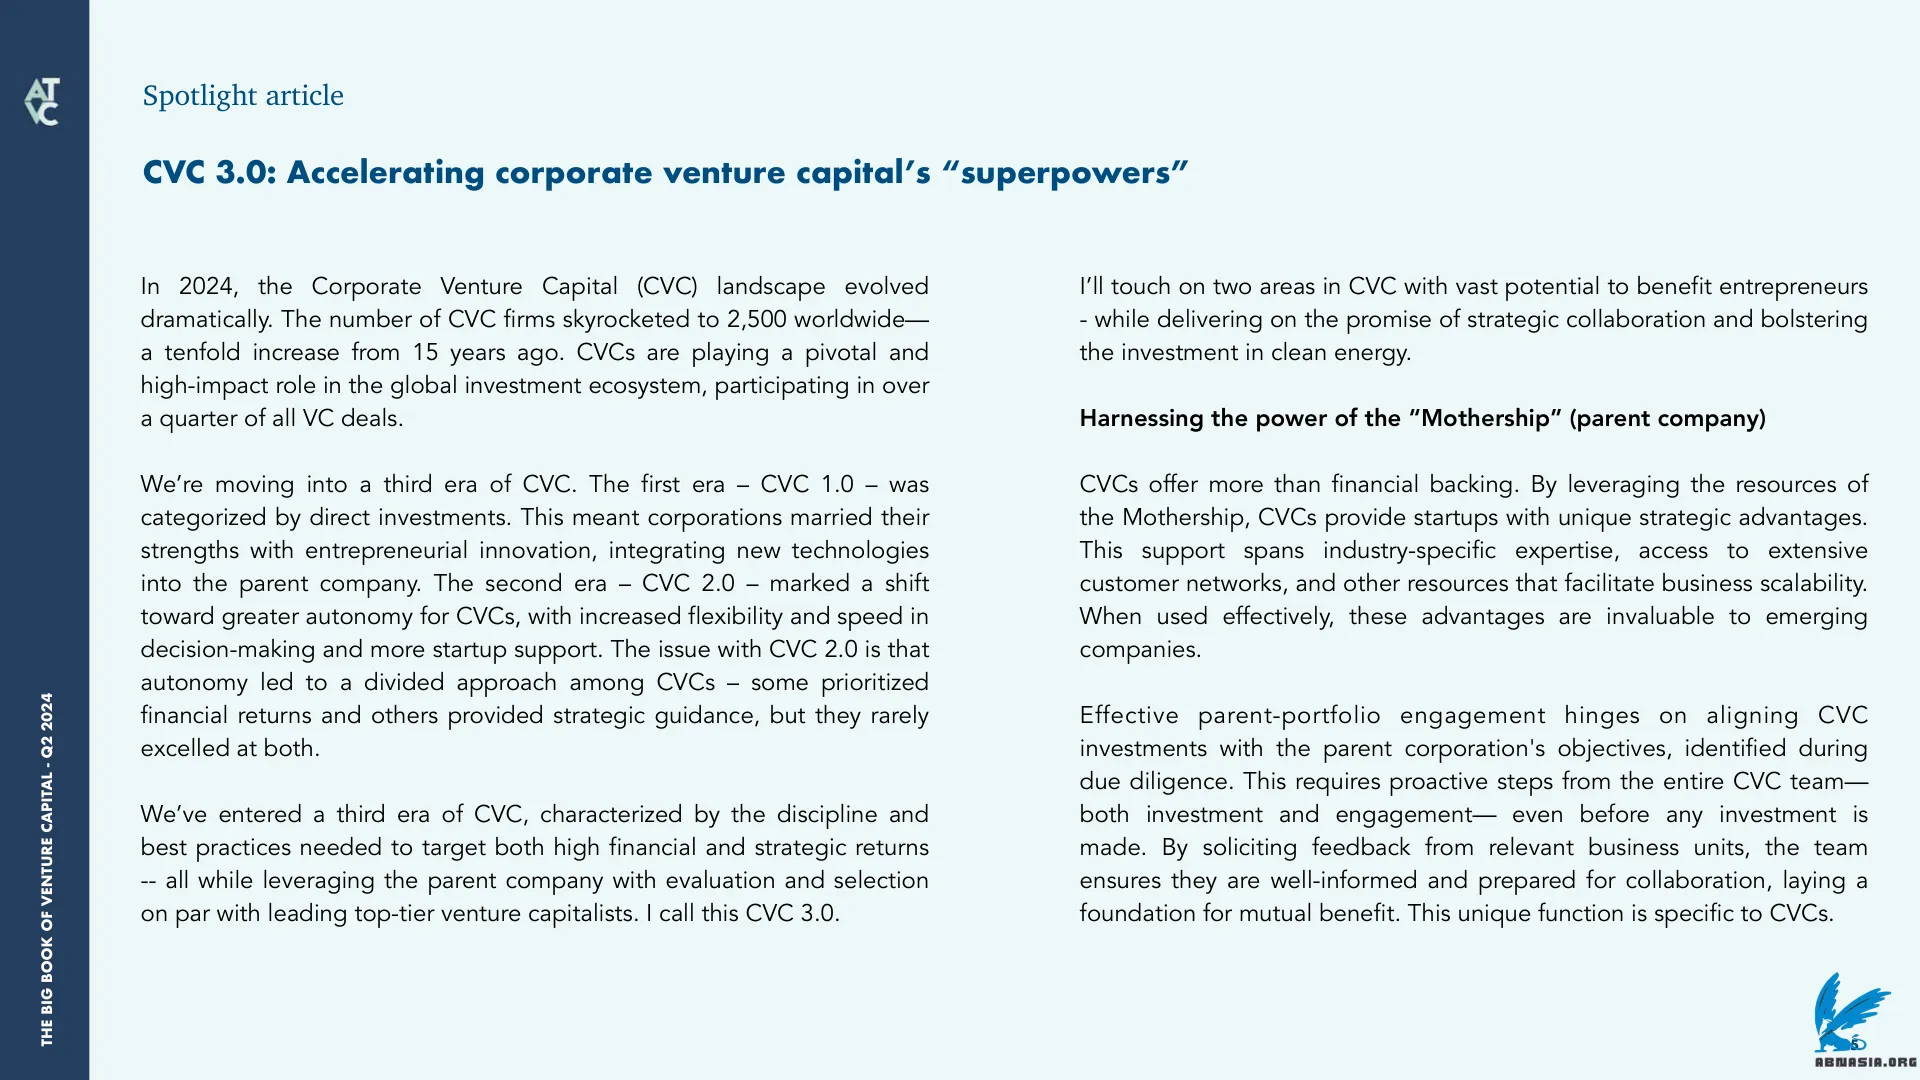 AT
VC
Spotlight article
CVC 3.0: Accelerating corporate venture capital’s “superpowers”
In 2024, the Corporate Venture Capital (CVC) landscape evolved
dramatically. The number of CVC firms skyrocketed to 2,500 worldwide—
a tenfold increase from 15 years ago. CVCs are playing a pivotal and
high-impact role in the global investment ecosystem, participating in over
a quarter of all VC deals.
We’re moving into a third era of CVC. The first era – CVC 1.0 – was
categorized by direct investments. This meant corporations married their
strengths with entrepreneurial innovation, integrating new technologies
into the parent company. The second era – CVC 2.0 – marked a shift
toward greater autonomy for CVCs, with increased flexibility and speed in
decision-making and more startup support. The issue with CVC 2.0 is that
autonomy led to a divided approach among CVCs – some prioritized
financial returns and others provided strategic guidance, but they rarely
excelled at both.
We’ve entered a third era of CVC, characterized by the discipline and
best practices needed to target both high financial and strategic returns
-- all while leveraging the parent company with evaluation and selection
on par with leading top-tier venture capitalists. I call this CVC 3.0.
I’ll touch on two areas in CVC with vast potential to benefit entrepreneurs
- while delivering on the promise of strategic collaboration and bolstering
the investment in clean energy.
Harnessing the power of the “Mothership” (parent company)
CVCs offer more than financial backing. By leveraging the resources of
the Mothership, CVCs provide startups with unique strategic advantages.
This support spans industry-specific expertise, access to extensive
customer networks, and other resources that facilitate business scalability.
When used effectively, these advantages are invaluable to emerging
companies.
Effective parent-portfolio engagement hinges on aligning CVC
investments with the parent corporation's objectives, identified during
due diligence. This requires proactive steps from the entire CVC team—
both investment and engagement— even before any investment is
made. By soliciting feedback from relevant business units, the team
ensures they are well-informed and prepared for collaboration, laying a
foundation for mutual benefit. This unique function is specific to CVCs.
THE BIG BOOK OF VENTURE CAPITAL - Q2 2024
5
ABNASIA.ORG